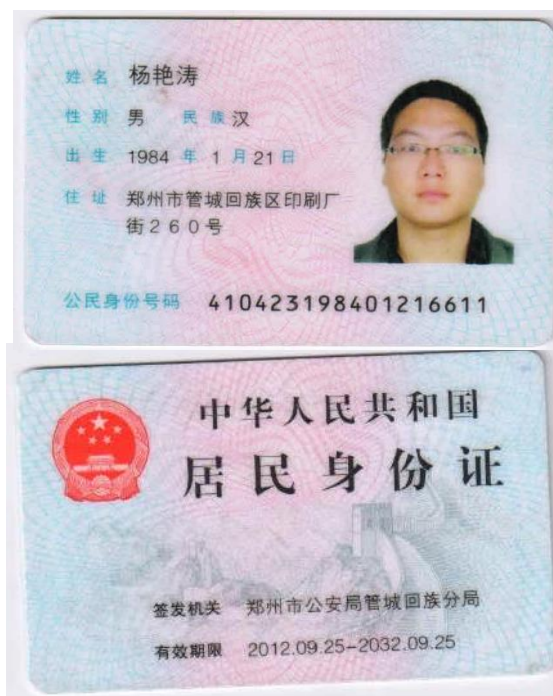 姓名 杨艳涛
性别 男 民族 汉
出生 1984 年 1 月 21 日
住址 郑州市管城回族区印刷厂
街260号
公民身份号码 410423198401216611
中华人民共和国
居民身份证
签发机关 郑州市公安局管城回族分局
有效期限 2012.09.25-2032.09.25